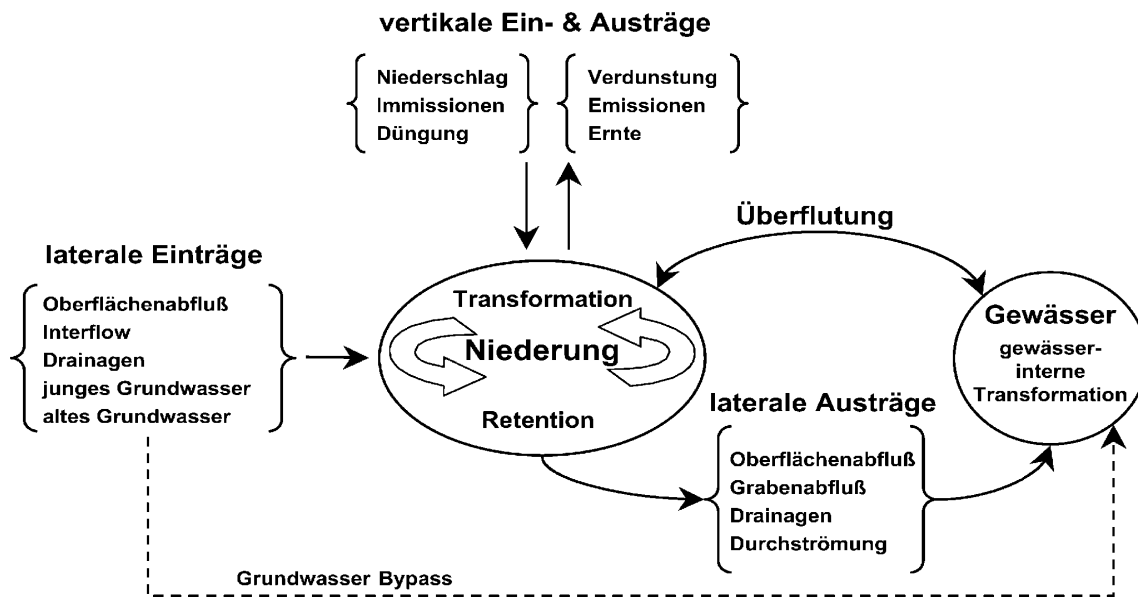 vertikale Ein- & Austräge
Niederschlag
Immissionen
Düngung
Verdunstung
Emissionen
Ernte
Überflutung
laterale Einträge
Oberflächenabfluß
Interflow
Drainagen
junges Grundwasser
altes Grundwasser
Transformation
Niederung
Retention
Gewässer
gewässer-
interne
Transformation
laterale Austräge
Oberflächenabfluß
Grabenabfluß
Drainagen
Durchströmung
Grundwasser Bypass